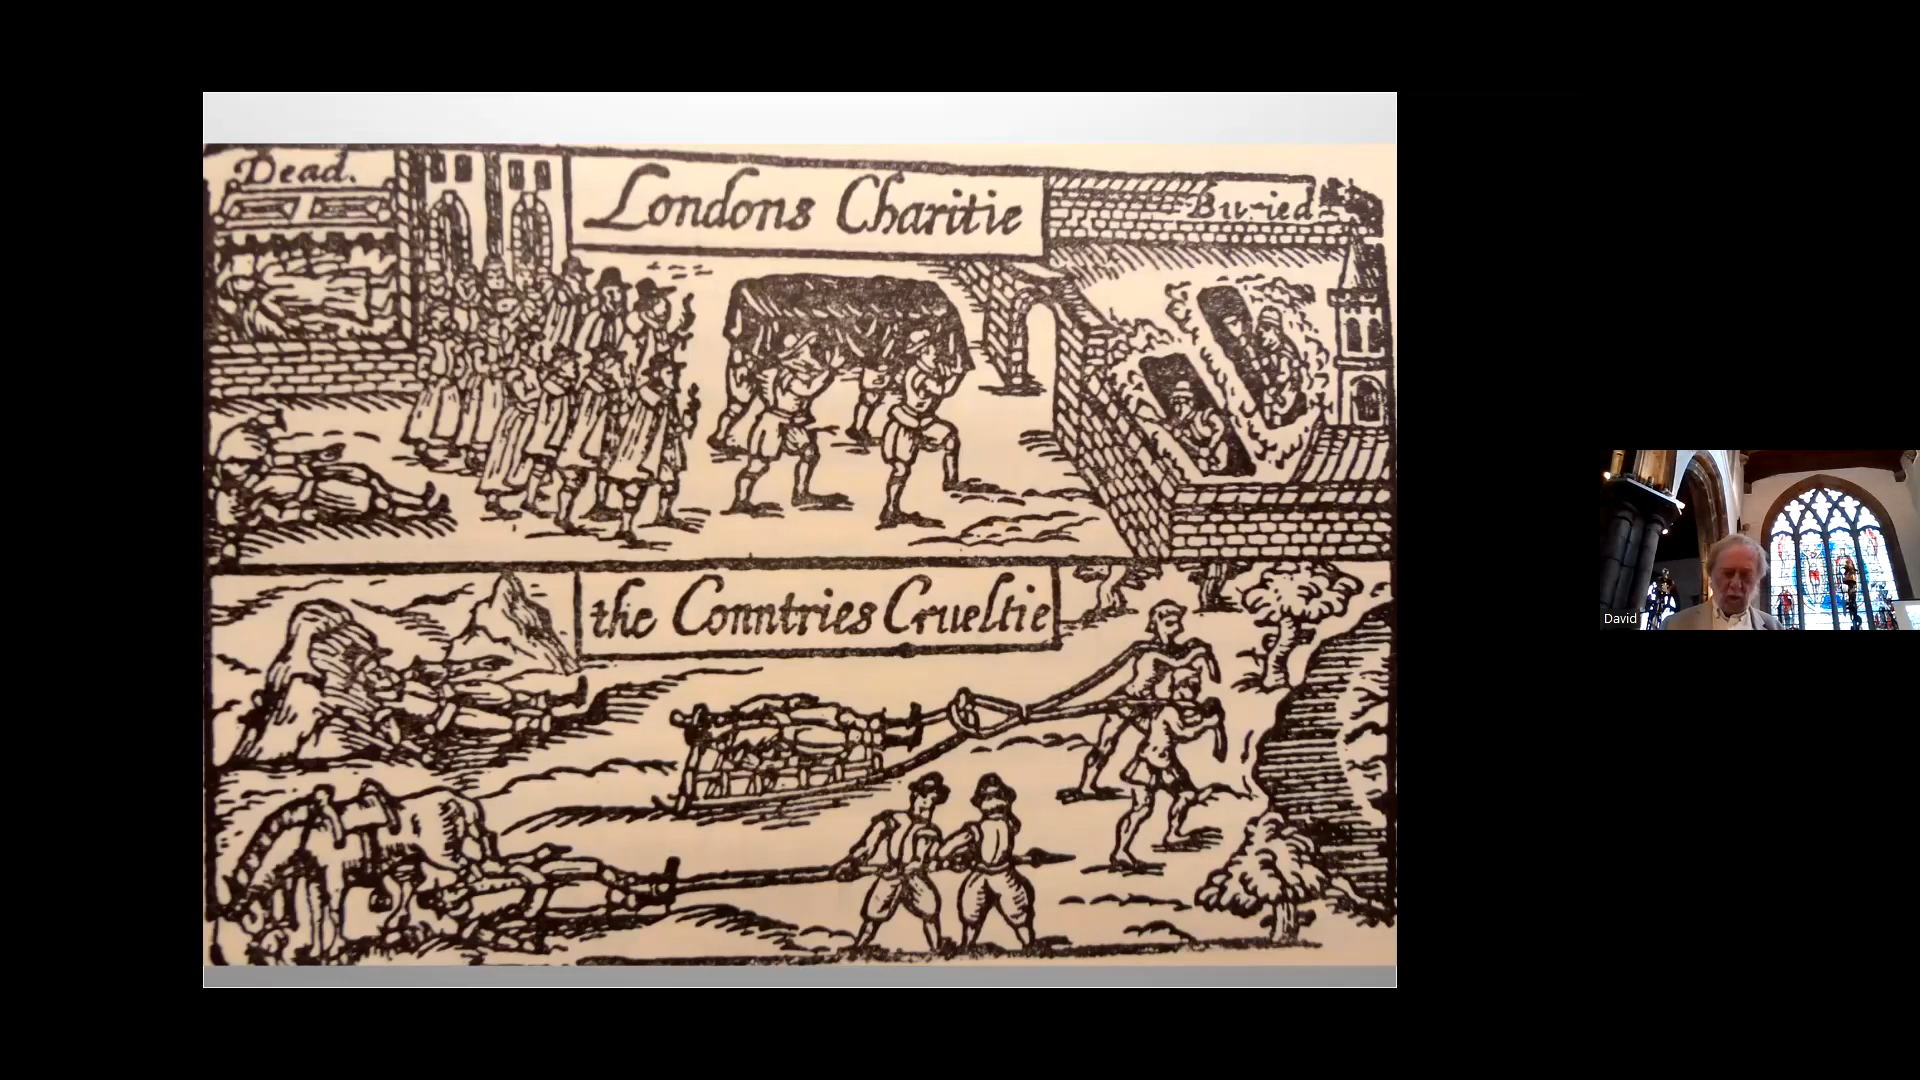 Dead.
Londons Charitie
Buried
the Conntries Crueltie
David